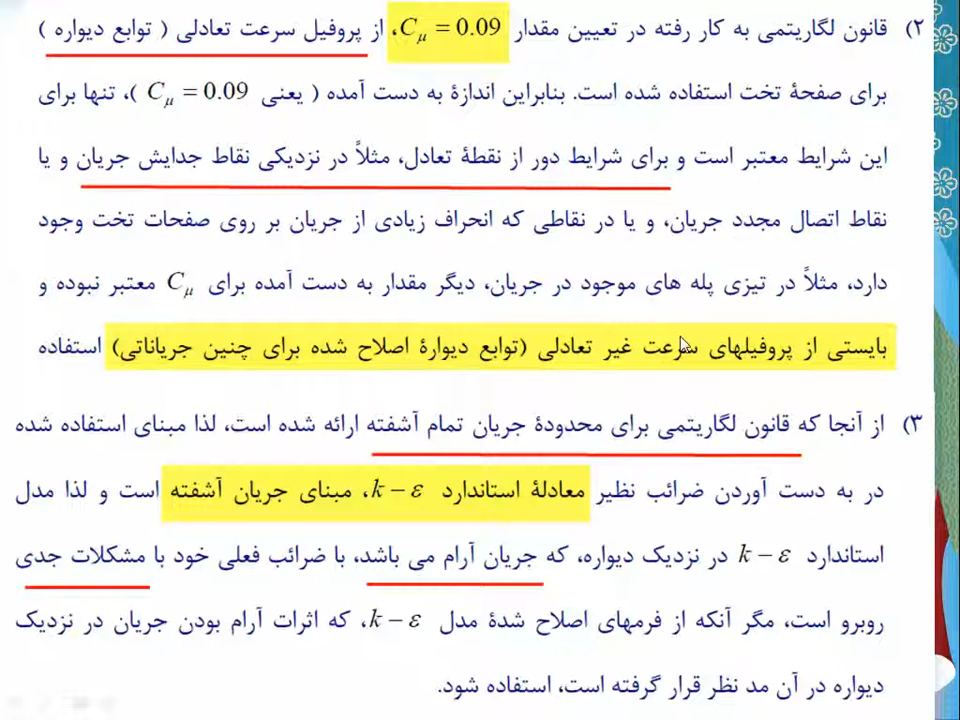 ۲) قانون لگاریتمی به کار رفته در تعیین مقدار $C_\mu = 0.09$، از پروفیل سرعت تعادلی ( توابع دیواره )
برای صفحهٔ تخت استفاده شده است. بنابراین اندازهٔ به دست آمده ( یعنی $C_\mu = 0.09$ )، تنها برای
این شرایط معتبر است و برای شرایط دور از نقطهٔ تعادل، مثلاً در نزدیکی نقاط جدایش جریان و یا
نقاط اتصال مجدد جریان، و یا در نقاطی که انحراف زیادی از جریان بر روی صفحات تخت وجود
دارد، مثلاً در تیزی پله های موجود در جریان، دیگر مقدار به دست آمده برای $C_\mu$ معتبر نبوده و
بایستی از پروفیلهای سرعت غیر تعادلی (توابع دیوارهٔ اصلاح شده برای چنین جریاناتی) استفاده
۳) از آنجا که قانون لگاریتمی برای محدودهٔ جریان تمام آشفته ارائه شده است، لذا مبنای استفاده شده
در به دست آوردن ضرائب نظیر معادلهٔ استاندارد $k-\varepsilon$، مبنای جریان آشفته است و لذا مدل
استاندارد $k-\varepsilon$ در نزدیک دیواره، که جریان آرام می باشد، با ضرائب فعلی خود با مشکلات جدی
روبرو است، مگر آنکه از فرمهای اصلاح شدهٔ مدل $k-\varepsilon$، که اثرات آرام بودن جریان در نزدیک
دیواره در آن مد نظر قرار گرفته است، استفاده شود.